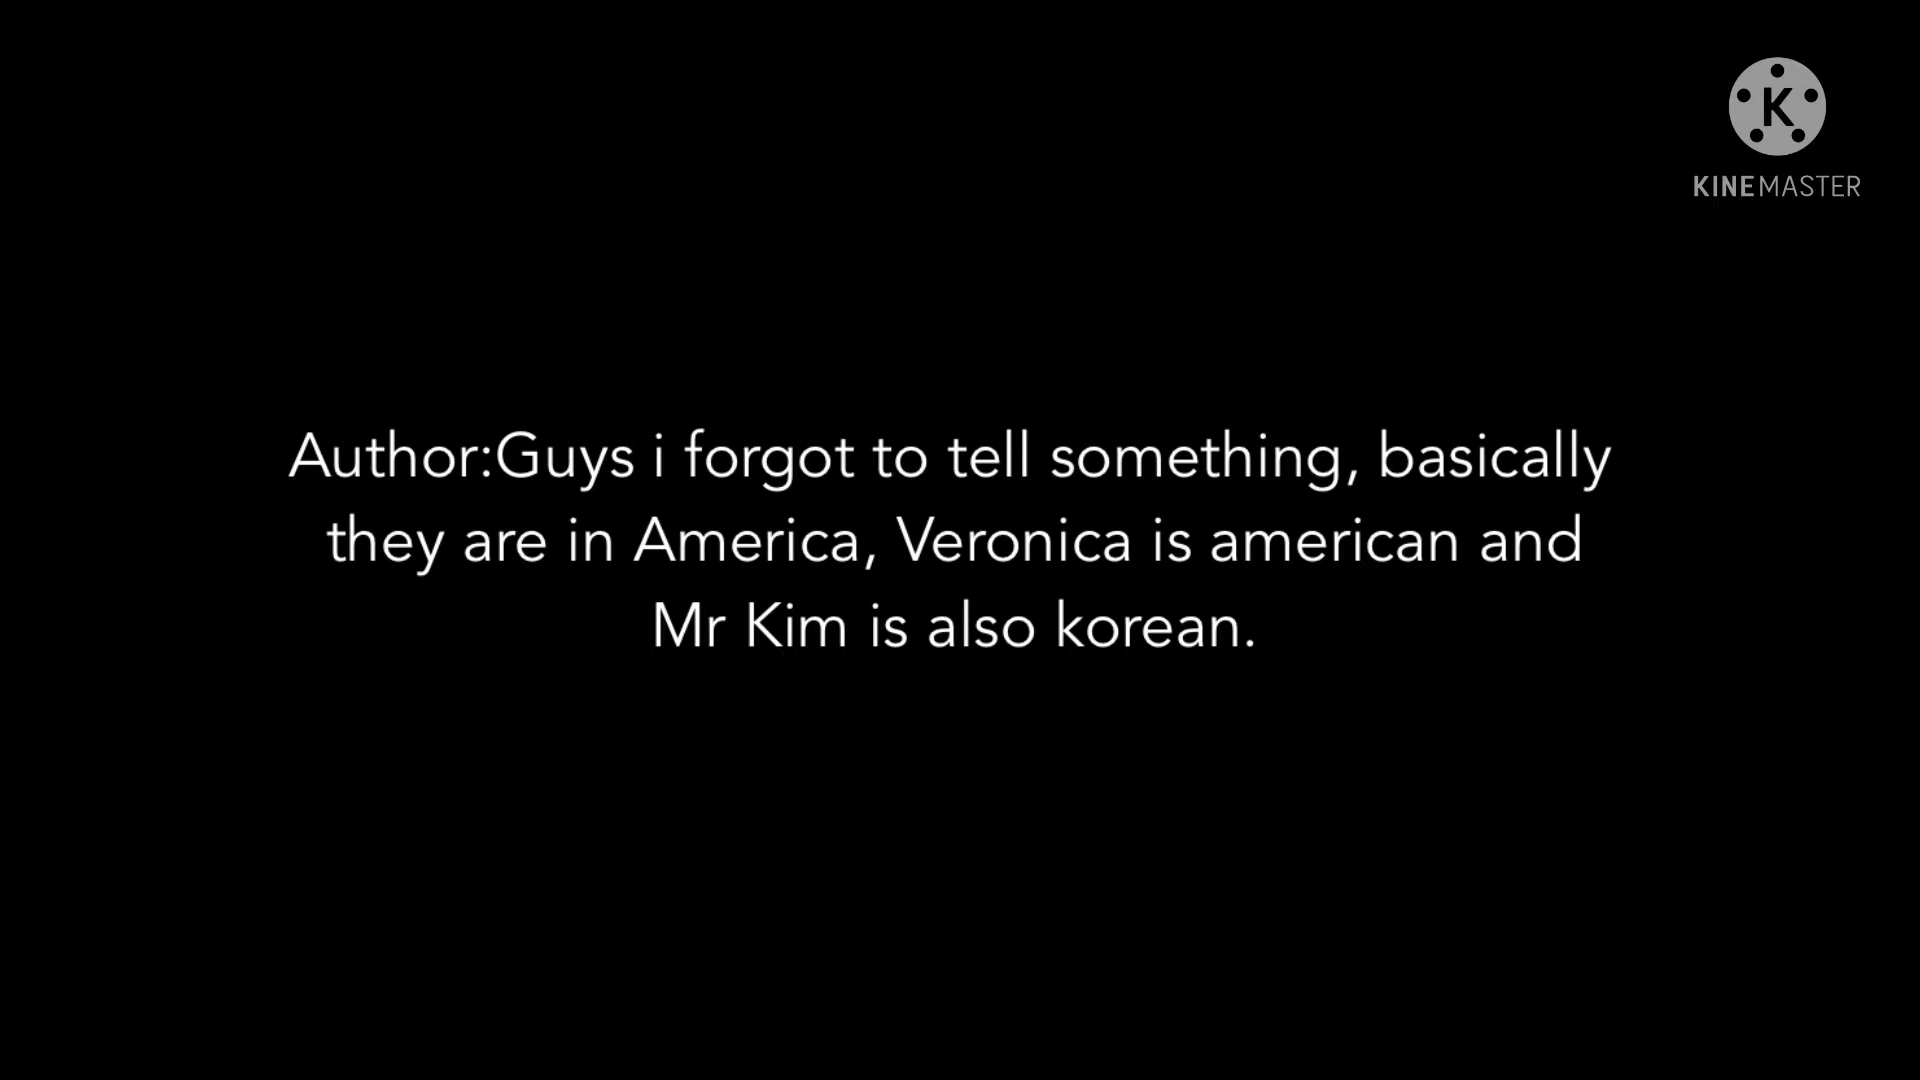 K
KINEMASTER
Author:Guys i forgot to tell something, basically
they are in America, Veronica is american and
Mr Kim is also korean.